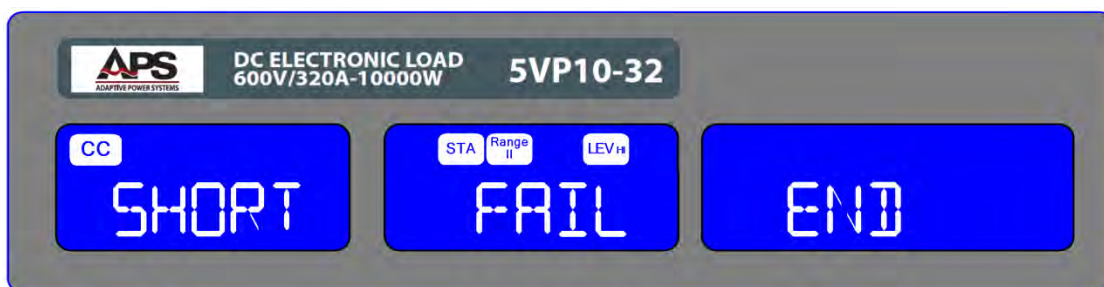 APS
ADAPTIVE POWER SYSTEMS
DC ELECTRONIC LOAD
600V/320A-10000W
5VP10-32
CC
SHORT
STA
Range
II
LEV HI
FAIL
END